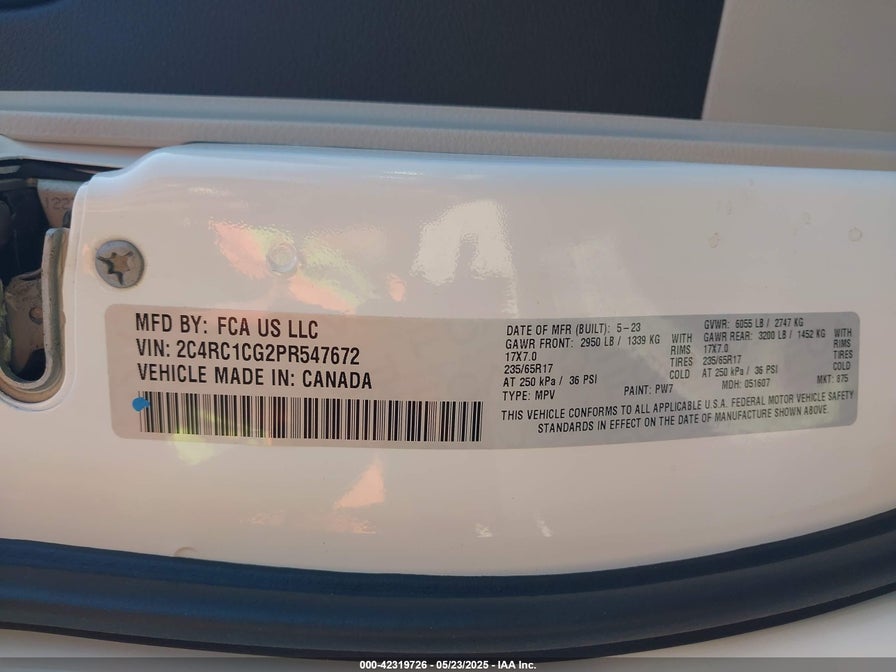 122
MFD BY: FCA US LLC
VIN: 2C4RC1CG2PR547672
VEHICLE MADE IN: CANADA
DATE OF MFR (BUILT): 5-23
GVWR: 6055 LB / 2747 KG
GAWR FRONT: 2950 LB / 1339 KG WITH
GAWR REAR: 3200 LB / 1452 KG WITH
17X7.0 RIMS
17X7.0 RIMS
235/65R17 TIRES
235/65R17 TIRES
AT 250 kPa / 36 PSI COLD
AT 250 kPa / 36 PSI COLD
TYPE: MPV PAINT: PW7 MDH: 051607 MKT: 875
THIS VEHICLE CONFORMS TO ALL APPLICABLE U.S.A. FEDERAL MOTOR VEHICLE SAFETY
STANDARDS IN EFFECT ON THE DATE OF MANUFACTURE SHOWN ABOVE.
000-42319726 - 05/23/2025 - IAA Inc.